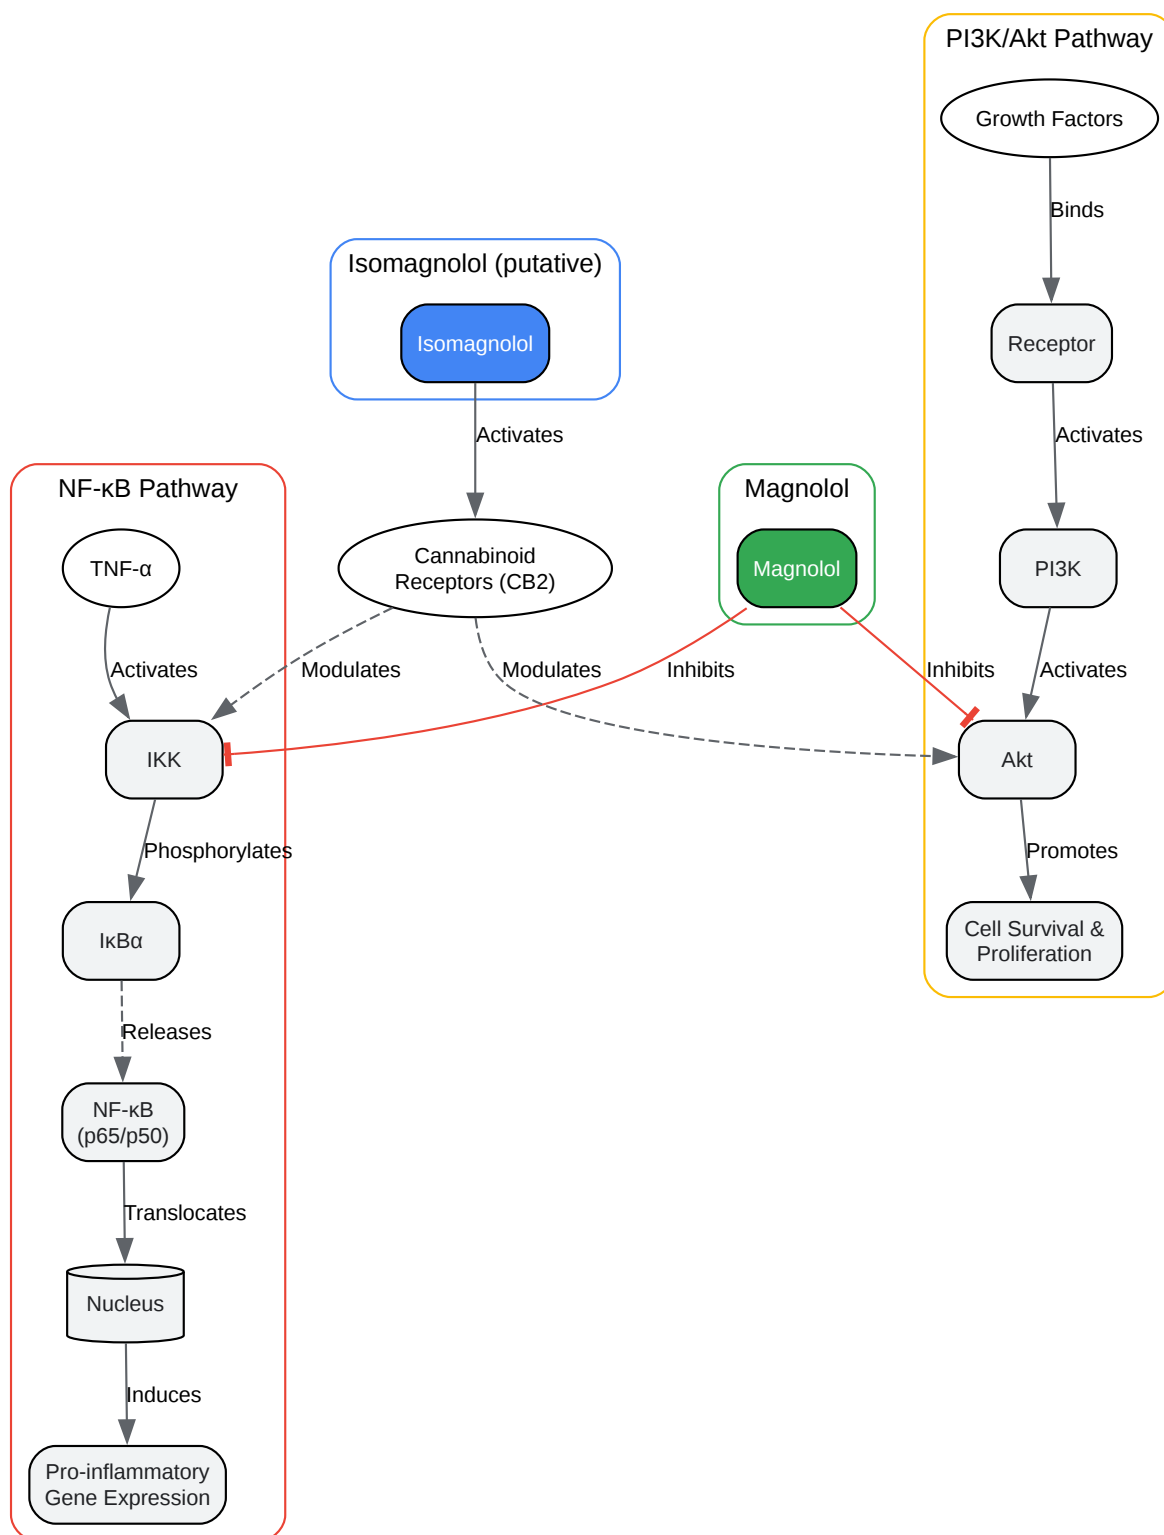 PI3K/Akt Pathway
Growth Factors
Binds
Isomagnolol (putative)
Isomagnolol
Receptor
Activates
Activates
NF-κB Pathway
Magnolol
TNF-α
Cannabinoid
Receptors (CB2)
Magnolol
PI3K
Activates
Modulates
Modulates
Inhibits
Inhibits
Activates
IKK
Akt
Phosphorylates
Promotes
IκBα
Cell Survival &
Proliferation
Releases
NF-κB
(p65/p50)
Translocates
Nucleus
Induces
Pro-inflammatory
Gene Expression